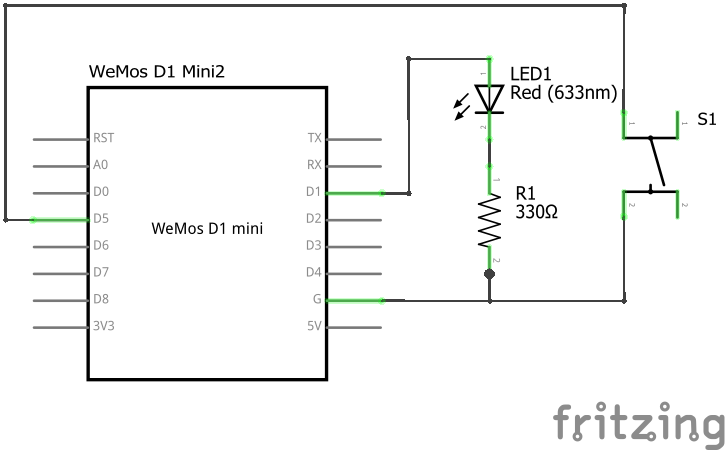 WeMos D1 Mini2
LED1
Red (633nm)
S1
RST
A0
D0
D5
D6
D7
D8
3V3
WeMos D1 mini
TX
RX
D1
D2
D3
D4
G
5V
1
2
R1
330Ω
1
2
1
1
2
2
fritzing